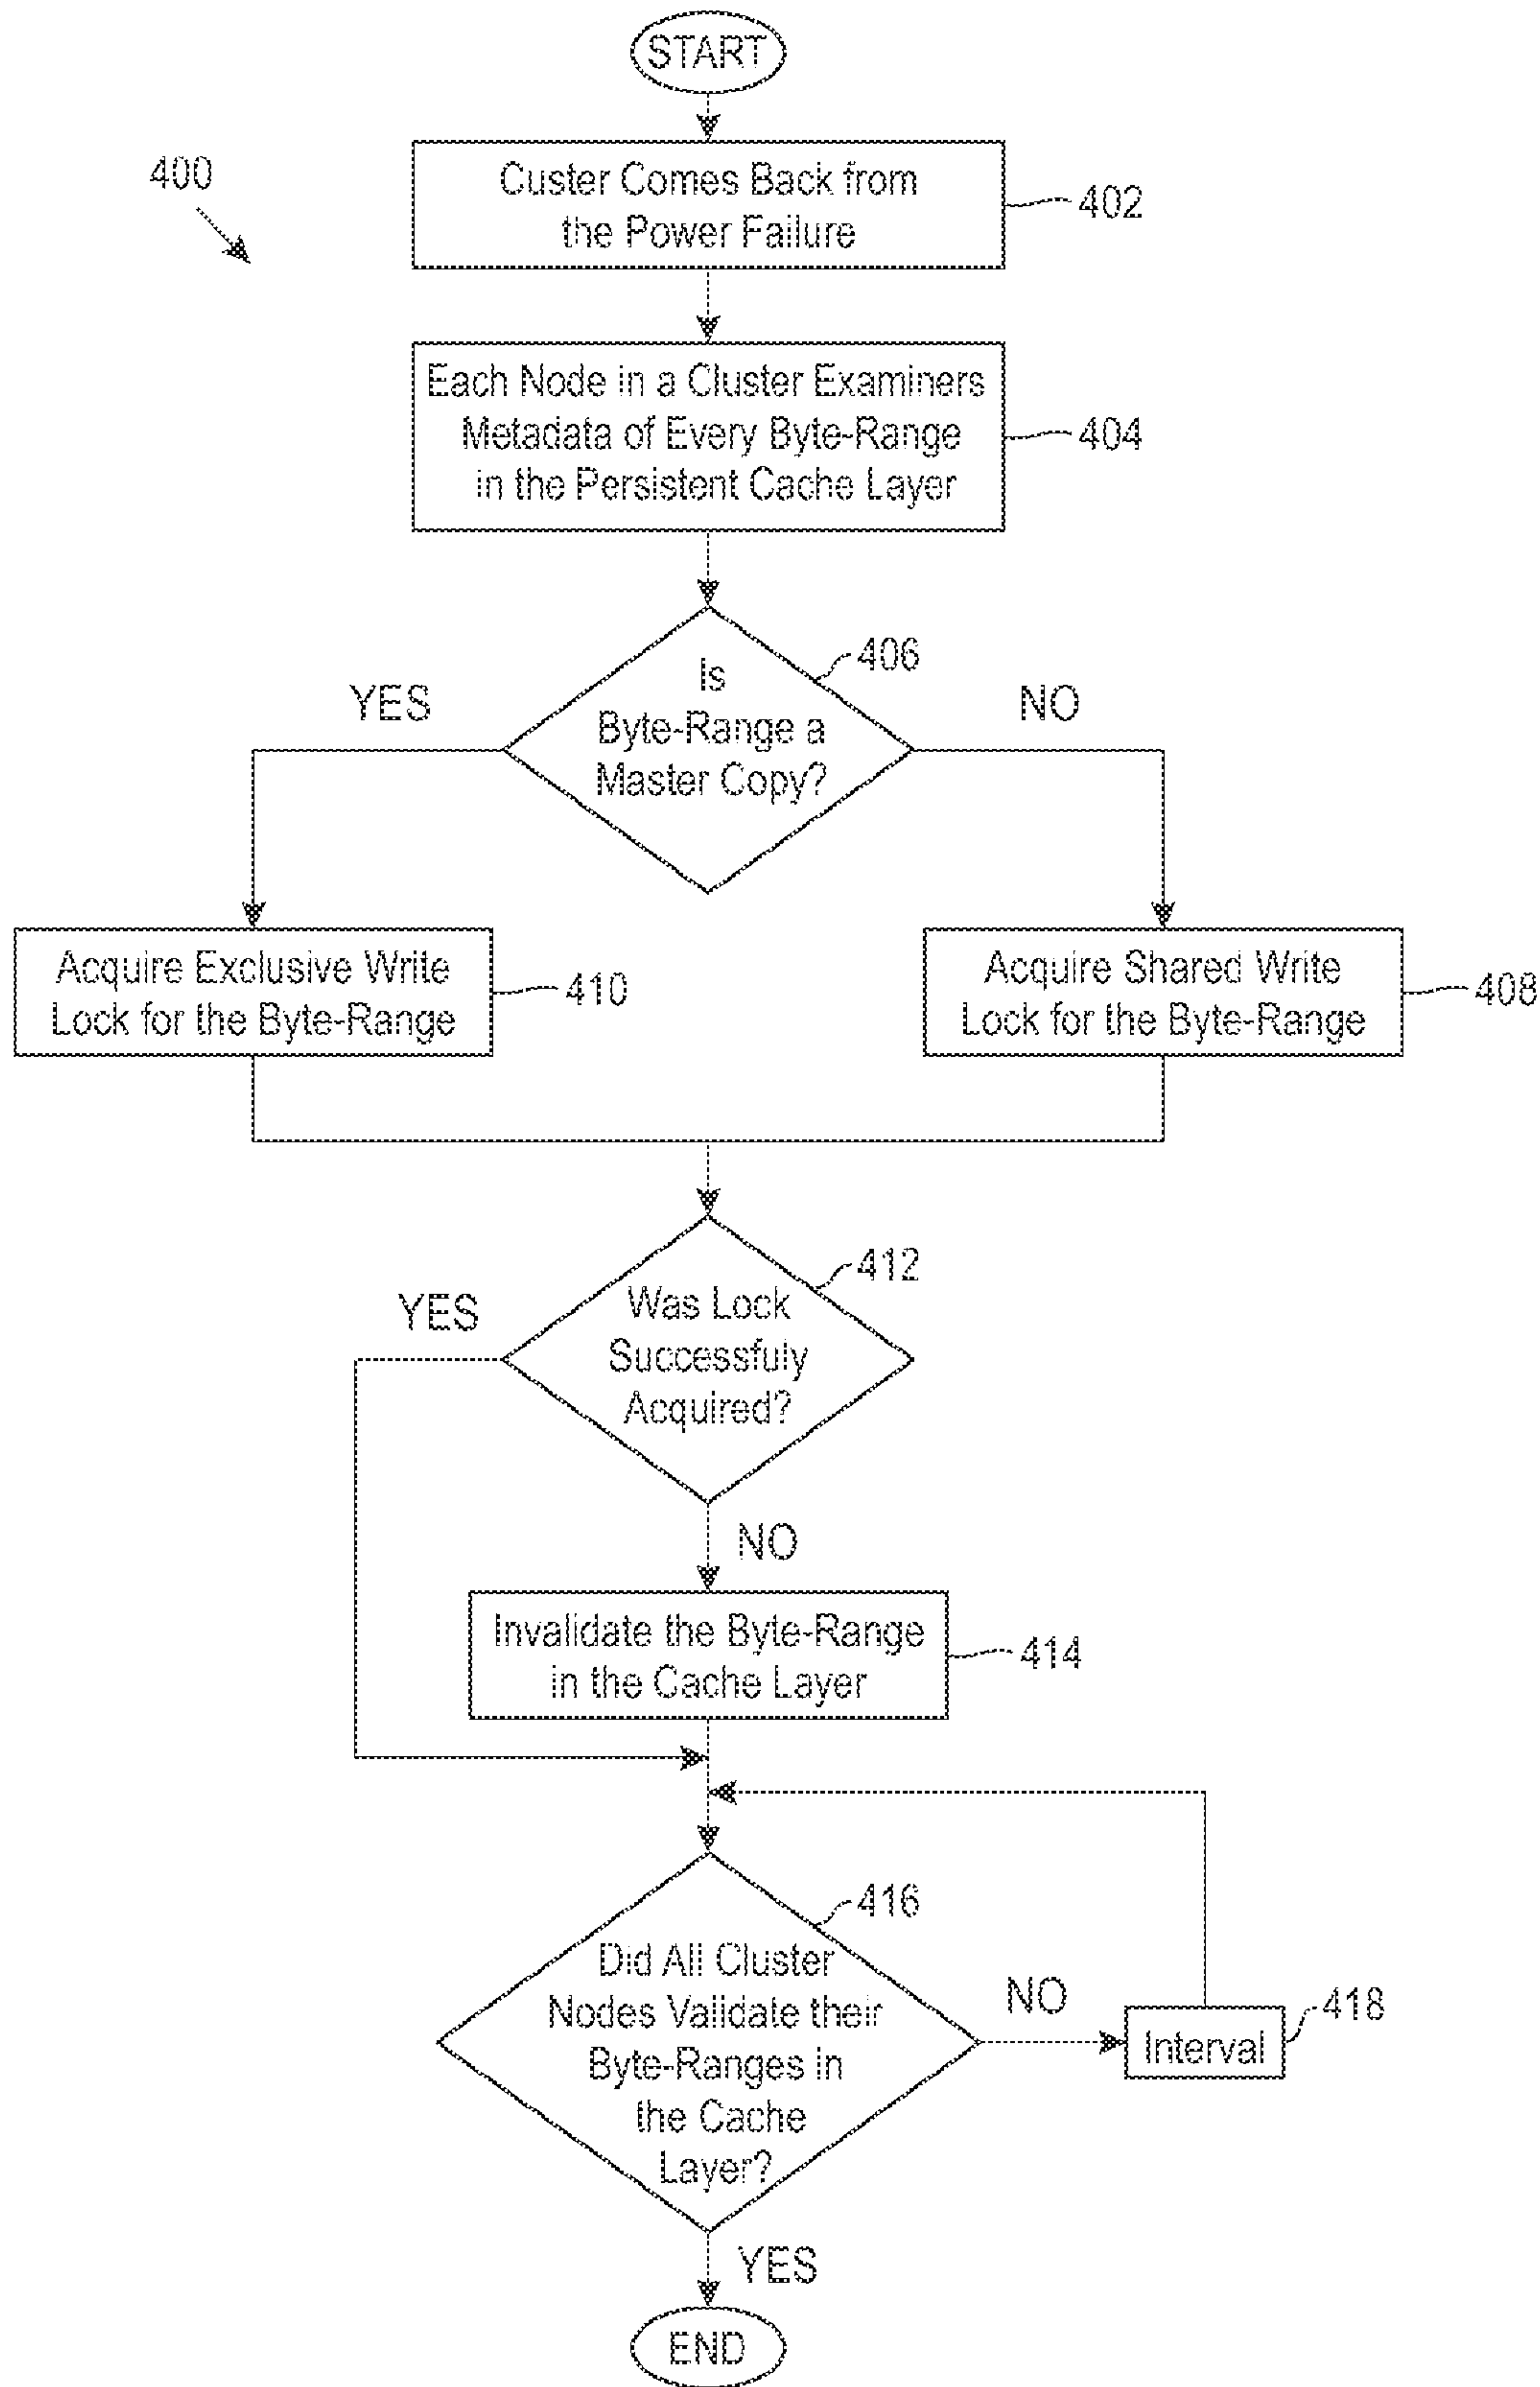 START
400
Custer Comes Back from
the Power Failure
402
Each Node in a Cluster Examiners
Metadata of Every Byte-Range
in the Persistent Cache Layer
404
406
Is
Byte-Range a
Master Copy?
YES
NO
Acquire Exclusive Write
Lock for the Byte-Range
410
Acquire Shared Write
Lock for the Byte-Range
408
412
Was Lock
Successfuly
Acquired?
YES
NO
Invalidate the Byte-Range
in the Cache Layer
414
416
Did All Cluster
Nodes Validate their
Byte-Ranges in
the Cache
Layer?
NO
Interval
418
YES
END